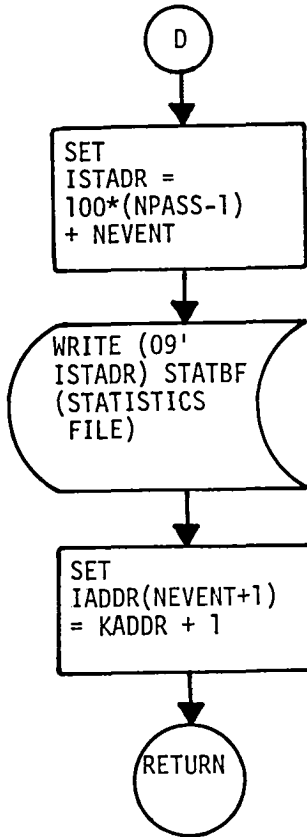 D
SET
ISTADR =
100*(NPASS-1)
+ NEVENT
WRITE (09'
ISTADR) STATBF
(STATISTICS
FILE)
SET
IADDR(NEVENT+1)
= KADDR + 1
RETURN